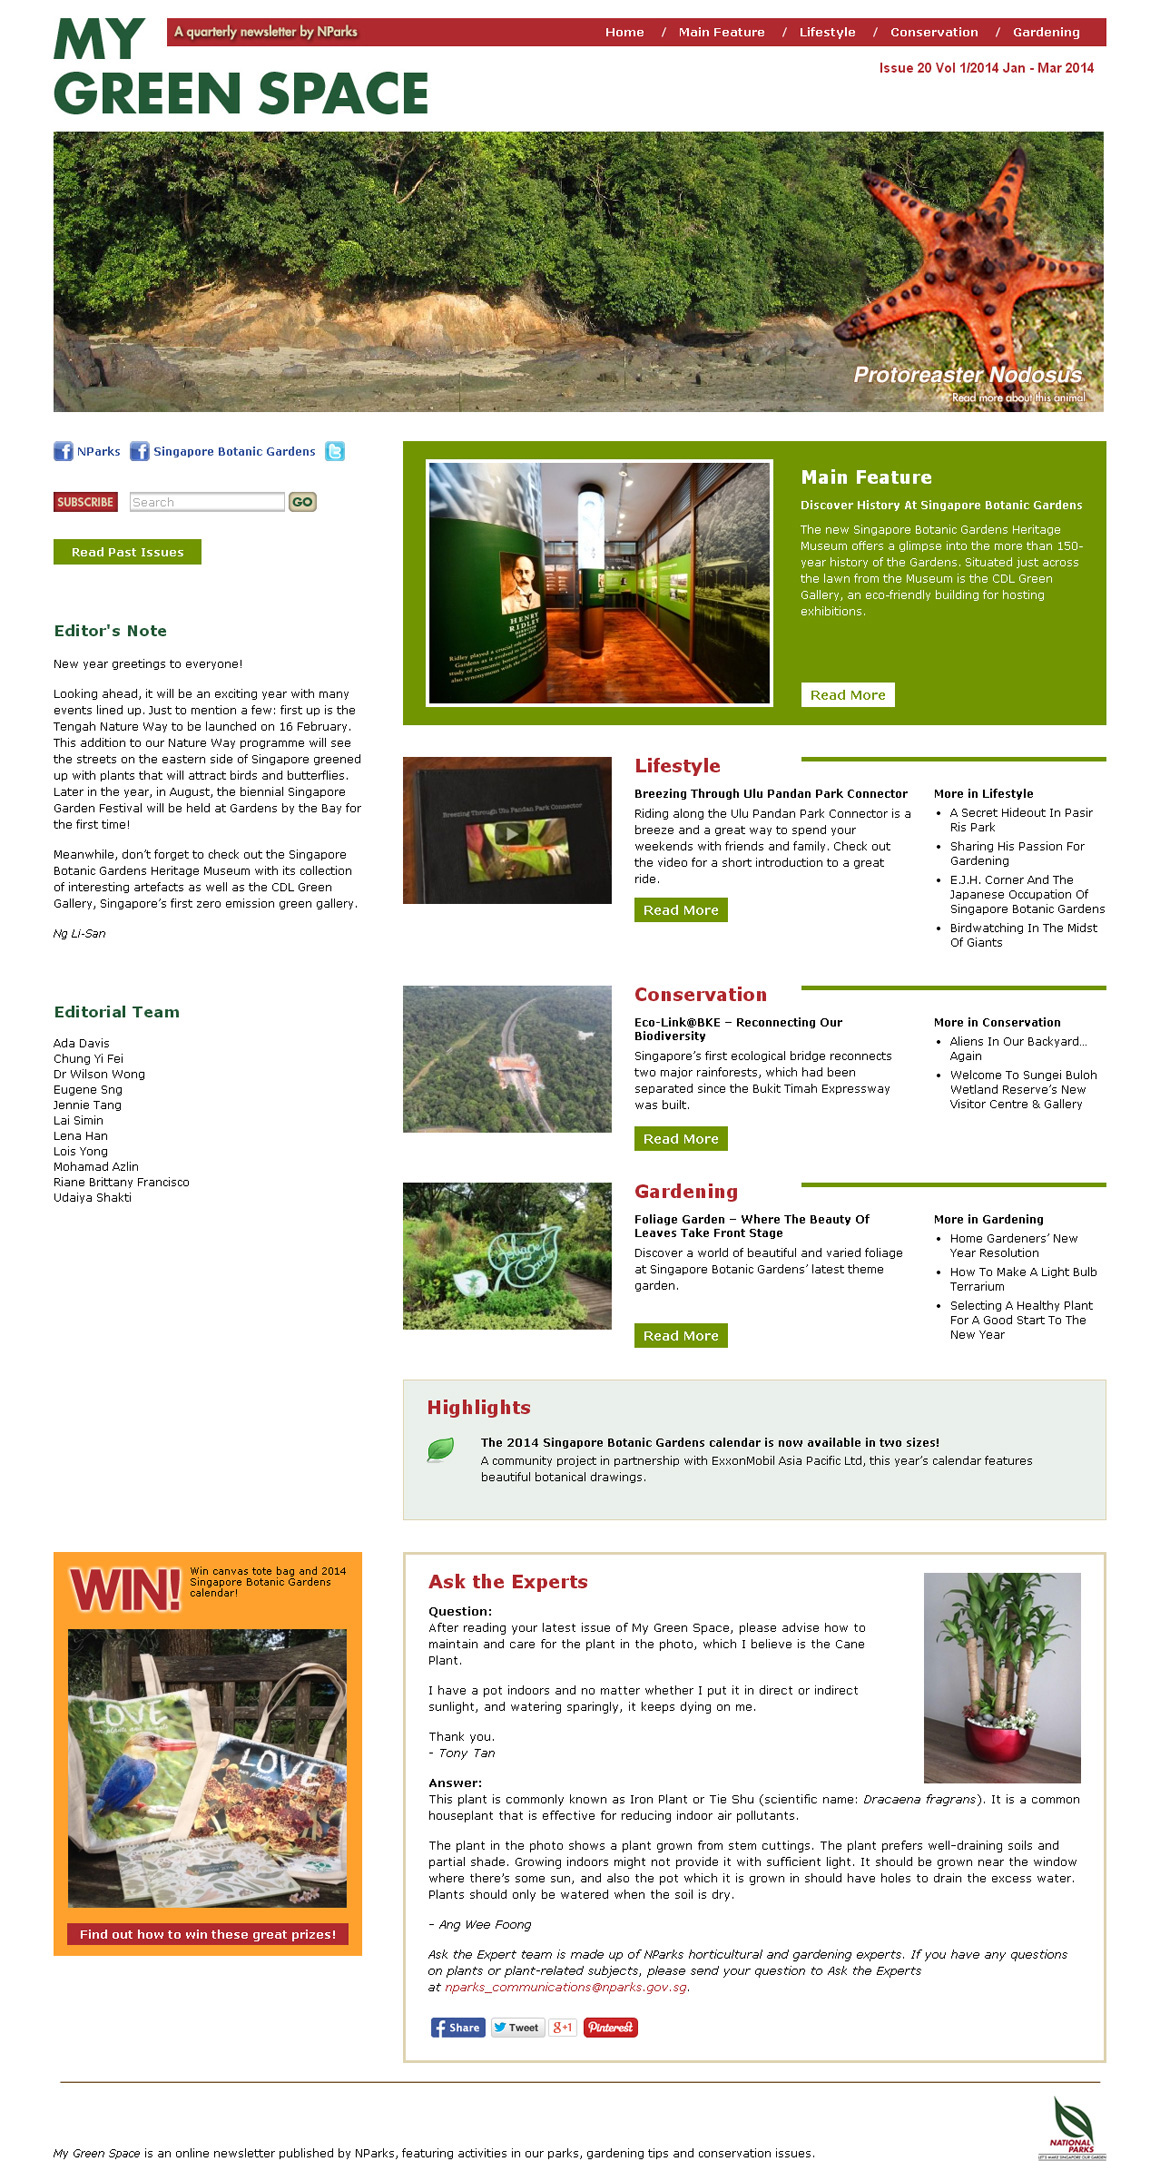 MY
GREEN SPACE
A quarterly newsletter by NParks
Home / Main Feature / Lifestyle / Conservation / Gardening
Issue 20 Vol 1/2014 Jan - Mar 2014
Protoreaster Nodosus
Read more about this animal
NParks Singapore Botanic Gardens
SUBSCRIBE Search GO
Read Past Issues
Editor's Note
New year greetings to everyone!
Looking ahead, it will be an exciting year with many
events lined up. Just to mention a few: first up is the
Tengah Nature Way to be launched on 16 February.
This addition to our Nature Way programme will see
the streets on the eastern side of Singapore greened
up with plants that will attract birds and butterflies.
Later in the year, in August, the biennial Singapore
Garden Festival will be held at Gardens by the Bay for
the first time!
Meanwhile, don’t forget to check out the Singapore
Botanic Gardens Heritage Museum with its collection
of interesting artefacts as well as the CDL Green
Gallery, Singapore’s first zero emission green gallery.
Ng Li-San
Editorial Team
Ada Davis
Chung Yi Fei
Dr Wilson Wong
Eugene Sng
Jennie Tang
Lai Simin
Lena Han
Lois Yong
Mohamad Azlin
Riane Brittany Francisco
Udaiya Shakti
HENRY
RIDLEY
Ridley played a crucial role in the
Main Feature
Discover History At Singapore Botanic Gardens
The new Singapore Botanic Gardens Heritage
Museum offers a glimpse into the more than 150-
year history of the Gardens. Situated just across
the lawn from the Museum is the CDL Green
Gallery, an eco-friendly building for hosting
exhibitions.
Read More
Breezing Through Ulu Pandan Park Connector
Lifestyle
Breezing Through Ulu Pandan Park Connector
Riding along the Ulu Pandan Park Connector is a
breeze and a great way to spend your
weekends with friends and family. Check out
the video for a short introduction to a great
ride.
Read More
More in Lifestyle
• A Secret Hideout In Pasir
Ris Park
• Sharing His Passion For
Gardening
• E.J.H. Corner And The
Japanese Occupation Of
Singapore Botanic Gardens
• Birdwatching In The Midst
Of Giants
Conservation
Eco-Link@BKE – Reconnecting Our
Biodiversity
Singapore’s first ecological bridge reconnects
two major rainforests, which had been
separated since the Bukit Timah Expressway
was built.
Read More
More in Conservation
• Aliens In Our Backyard...
Again
• Welcome To Sungei Buloh
Wetland Reserve’s New
Visitor Centre & Gallery
Foliage
Garden
Gardening
Foliage Garden – Where The Beauty Of
Leaves Take Front Stage
Discover a world of beautiful and varied foliage
at Singapore Botanic Gardens’ latest theme
garden.
Read More
More in Gardening
• Home Gardeners’ New
Year Resolution
• How To Make A Light Bulb
Terrarium
• Selecting A Healthy Plant
For A Good Start To The
New Year
Highlights
The 2014 Singapore Botanic Gardens calendar is now available in two sizes!
A community project in partnership with ExxonMobil Asia Pacific Ltd, this year’s calendar features
beautiful botanical drawings.
WIN!
Win canvas tote bag and 2014
Singapore Botanic Gardens
calendar!
LOVE
LOVE
Find out how to win these great prizes!
Ask the Experts
Question:
After reading your latest issue of My Green Space, please advise how to
maintain and care for the plant in the photo, which I believe is the Cane
Plant.
I have a pot indoors and no matter whether I put it in direct or indirect
sunlight, and watering sparingly, it keeps dying on me.
Thank you.
- Tony Tan
Answer:
This plant is commonly known as Iron Plant or Tie Shu (scientific name: Dracaena fragrans). It is a common
houseplant that is effective for reducing indoor air pollutants.
The plant in the photo shows a plant grown from stem cuttings. The plant prefers well-draining soils and
partial shade. Growing indoors might not provide it with sufficient light. It should be grown near the window
where there’s some sun, and also the pot which it is grown in should have holes to drain the excess water.
Plants should only be watered when the soil is dry.
– Ang Wee Foong
Ask the Expert team is made up of NParks horticultural and gardening experts. If you have any questions
on plants or plant-related subjects, please send your question to Ask the Experts
at nparks_communications@nparks.gov.sg.
Share Tweet g+1 Pinterest
My Green Space is an online newsletter published by NParks, featuring activities in our parks, gardening tips and conservation issues.
NATIONAL
PARKS
LET'S MAKE SINGAPORE OUR GARDEN